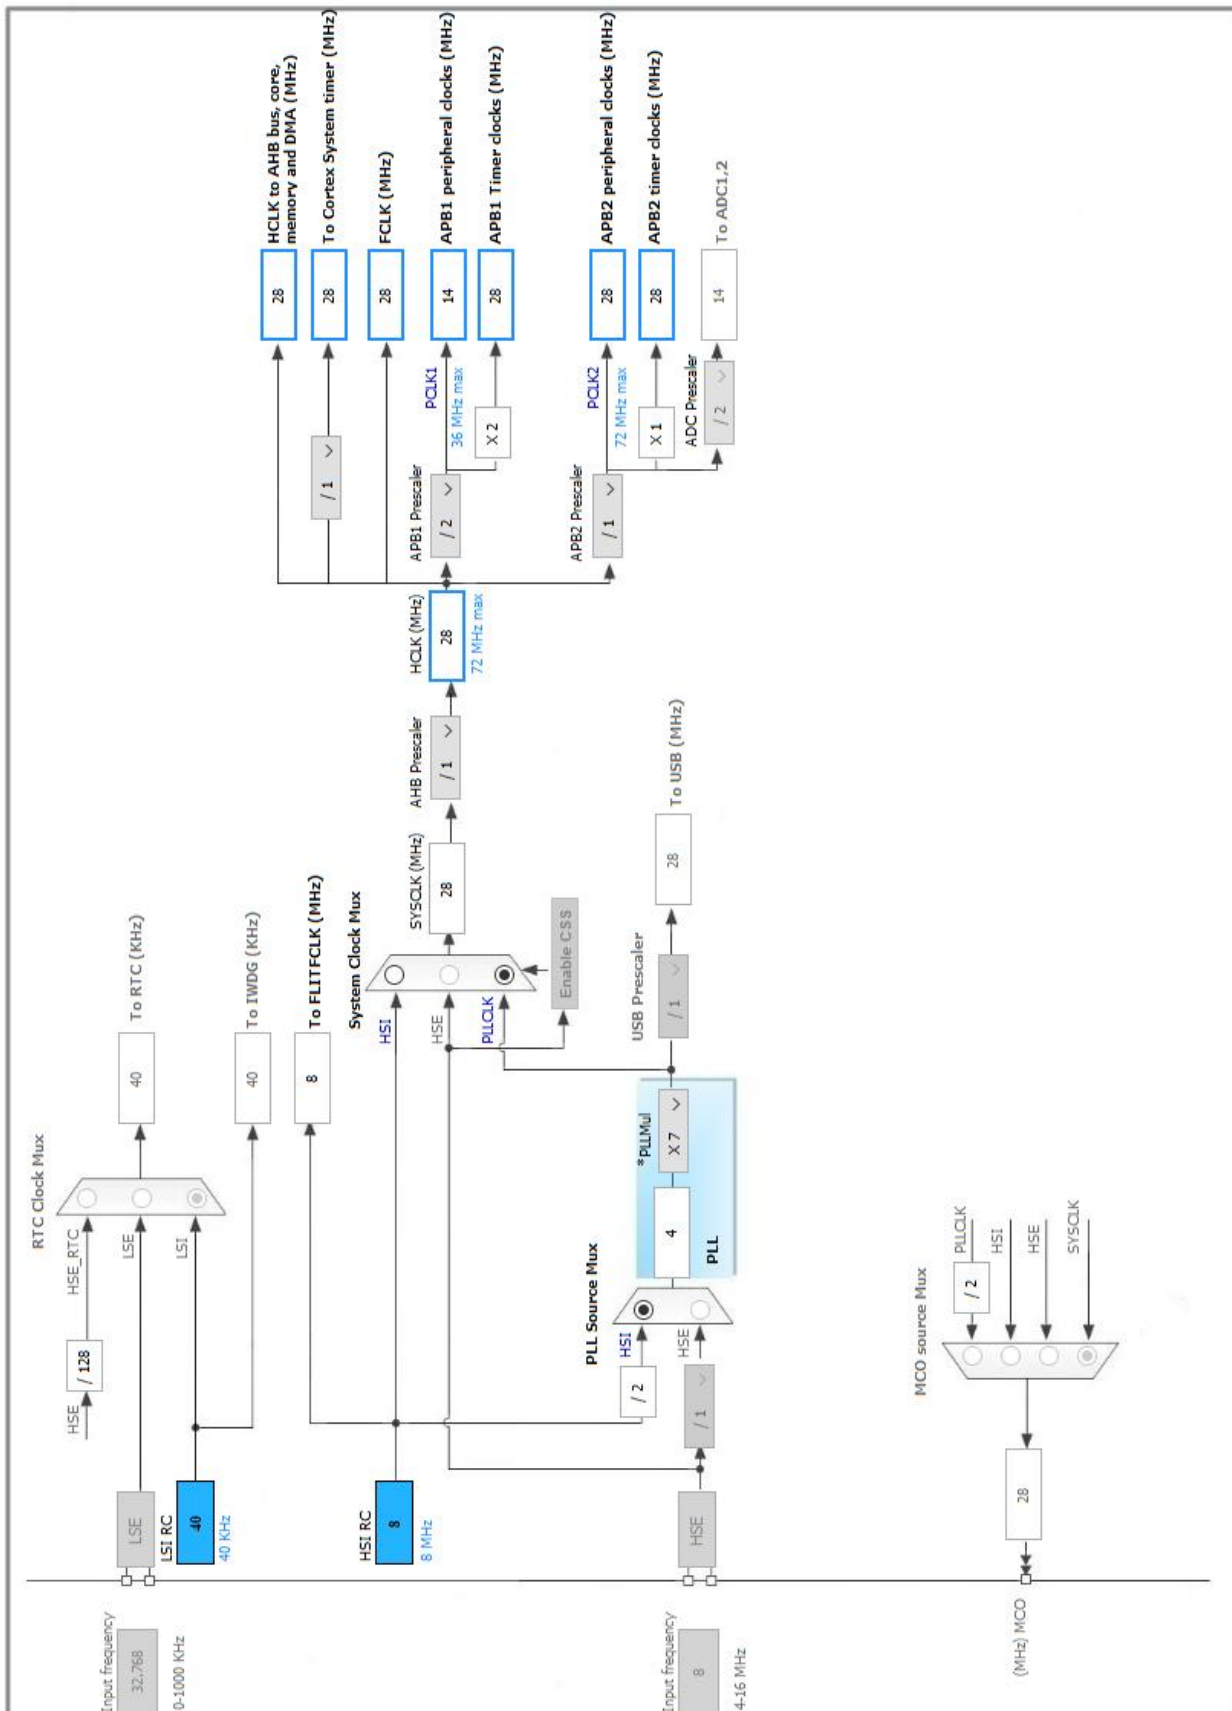 RTC Clock Mux
HSE
/ 128
HSE_RTC
To RTC (KHz)
40
Input frequency
32.768
0-1000 KHz
LSE
LSE
LSI RC
40
40 KHz
LSI
To IWDG (KHz)
40
To FLITFCLK (MHz)
8
HSI RC
8
8 MHz
System Clock Mux
HSI
HSE
PLLCLK
Enable CSS
SYSCLK (MHz)
28
AHB Prescaler
/ 1
HCLK (MHz)
28
72 MHz max
HCLK to AHB bus, core,
memory and DMA (MHz)
28
/ 1
28
To Cortex System timer (MHz)
28
FCLK (MHz)
APB1 Prescaler
/ 2
PCLK1
36 MHz max
14
APB1 peripheral clocks (MHz)
X 2
28
APB1 Timer clocks (MHz)
APB2 Prescaler
/ 1
PCLK2
72 MHz max
28
APB2 peripheral clocks (MHz)
X 1
28
APB2 timer clocks (MHz)
ADC Prescaler
/ 2
14
To ADC1,2
PLL Source Mux
HSI
/ 2
HSE
/ 1
4
*PLLMul
X 7
PLL
USB Prescaler
/ 1
28
To USB (MHz)
Input frequency
8
4-16 MHz
HSE
MCO source Mux
PLLCLK
/ 2
HSI
HSE
SYSCLK
28
(MHz) MCO